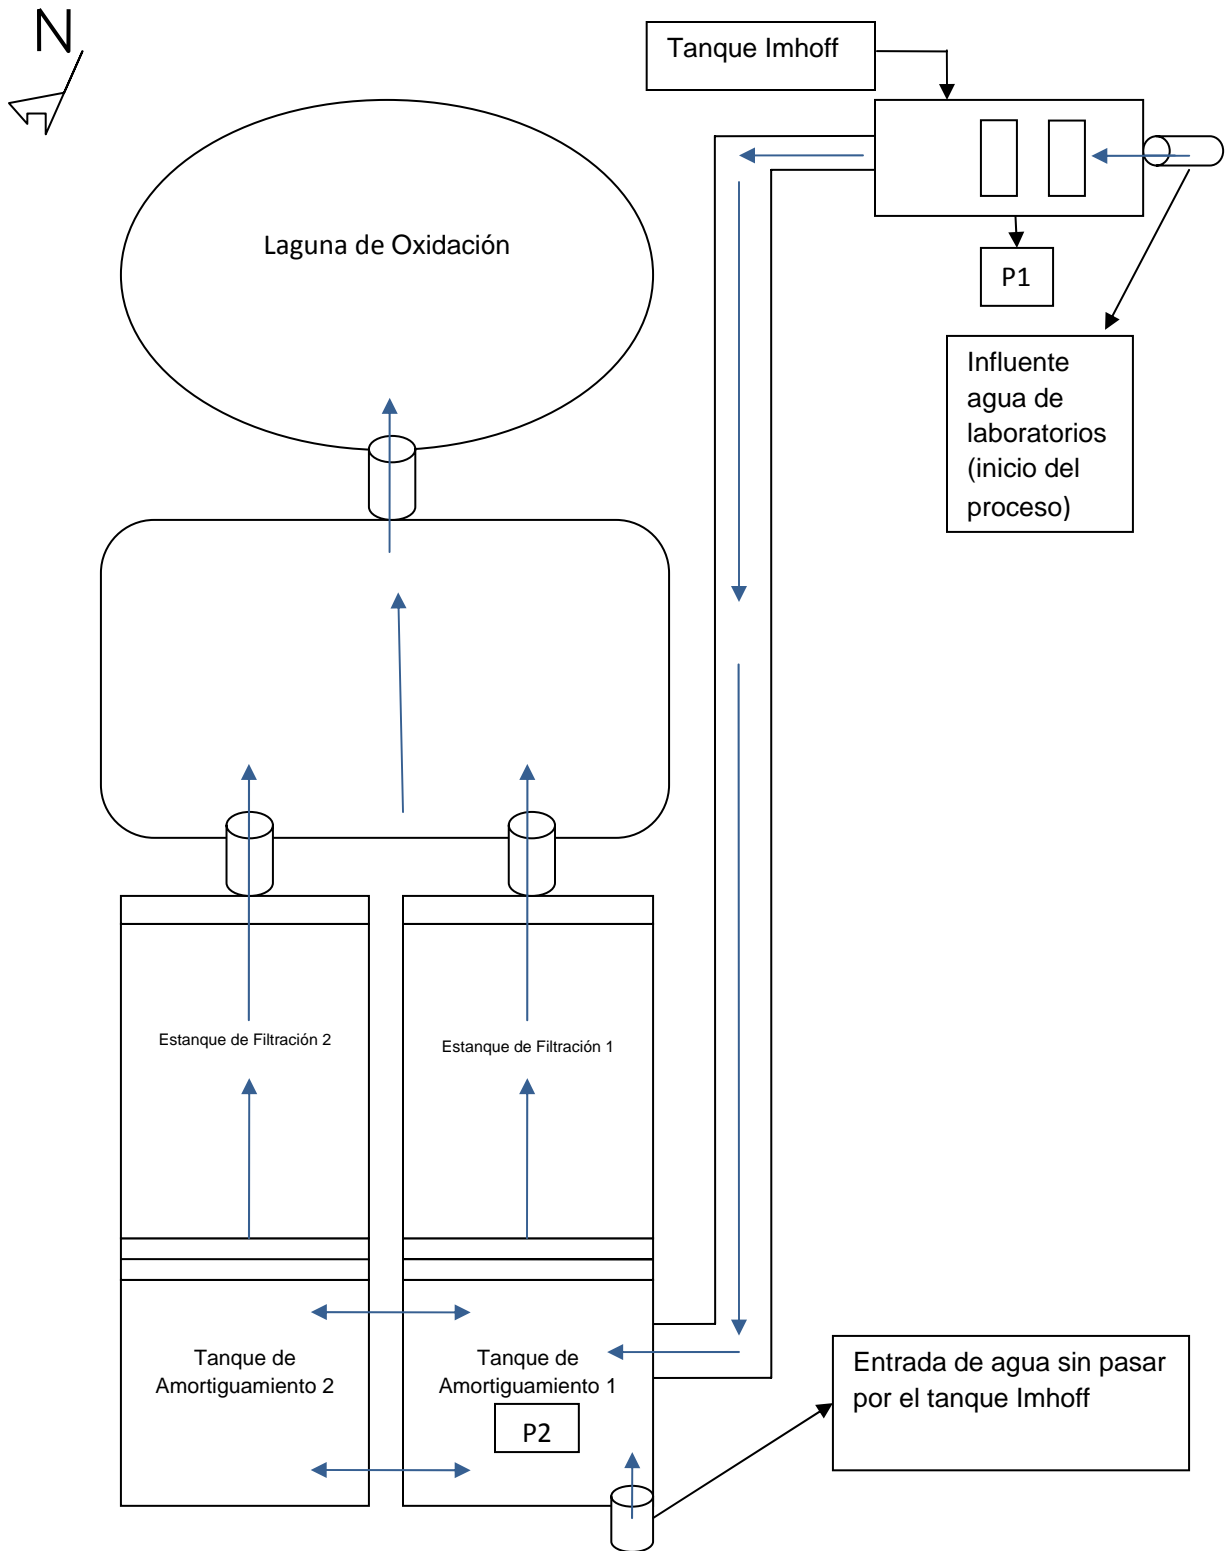 N
Tanque Imhoff
Laguna de Oxidación
P1
Influente
agua de
laboratorios
(inicio del
proceso)
Estanque de Filtración 2
Estanque de Filtración 1
Tanque de
Amortiguamiento 2
Tanque de
Amortiguamiento 1
P2
Entrada de agua sin pasar
por el tanque Imhoff